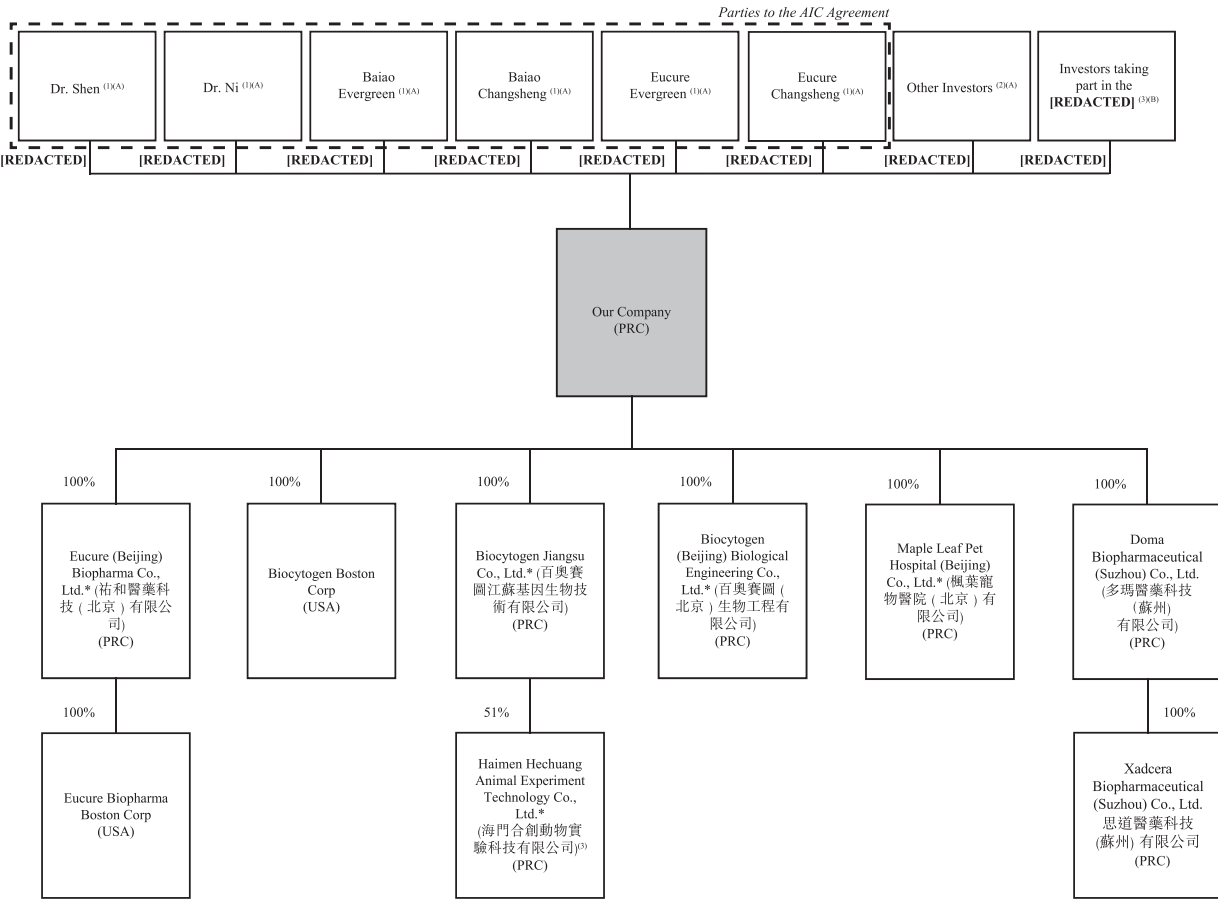 Parties to the AIC Agreement
Dr. Shen (1)(A)
Dr. Ni (1)(A)
Baiao
Evergreen (1)(A)
Baiao
Changsheng (1)(A)
Eucure
Evergreen (1)(A)
Eucure
Changsheng (1)(A)
Other Investors (2)(A)
Investors taking
part in the
[REDACTED] (3)(B)
[REDACTED]
[REDACTED]
[REDACTED]
[REDACTED]
[REDACTED]
[REDACTED]
[REDACTED]
[REDACTED]
Our Company
(PRC)
100%
100%
100%
100%
100%
100%
Eucure (Beijing)
Biopharma Co.,
Ltd.* (祐和醫藥科
技 ( 北京 ) 有限公
司)
(PRC)
Biocytogen Boston
Corp
(USA)
Biocytogen Jiangsu
Co., Ltd.* (百奧賽
圖江蘇基因生物技
術有限公司)
(PRC)
Biocytogen
(Beijing) Biological
Engineering Co.,
Ltd.* (百奧賽圖 (
北京 ) 生物工程有
限公司)
(PRC)
Maple Leaf Pet
Hospital (Beijing)
Co., Ltd.* (楓葉寵
物醫院 ( 北京 ) 有
限公司)
(PRC)
Doma
Biopharmaceutical
(Suzhou) Co., Ltd.
(多瑪醫藥科技
(蘇州)
有限公司)
(PRC)
100%
51%
100%
Eucure Biopharma
Boston Corp
(USA)
Haimen Hechuang
Animal Experiment
Technology Co.,
Ltd.*
(海門合創動物實
驗科技有限公司)(3)
(PRC)
Xadcera
Biopharmaceutical
(Suzhou) Co., Ltd.
思道醫藥科技
(蘇州) 有限公司
(PRC)